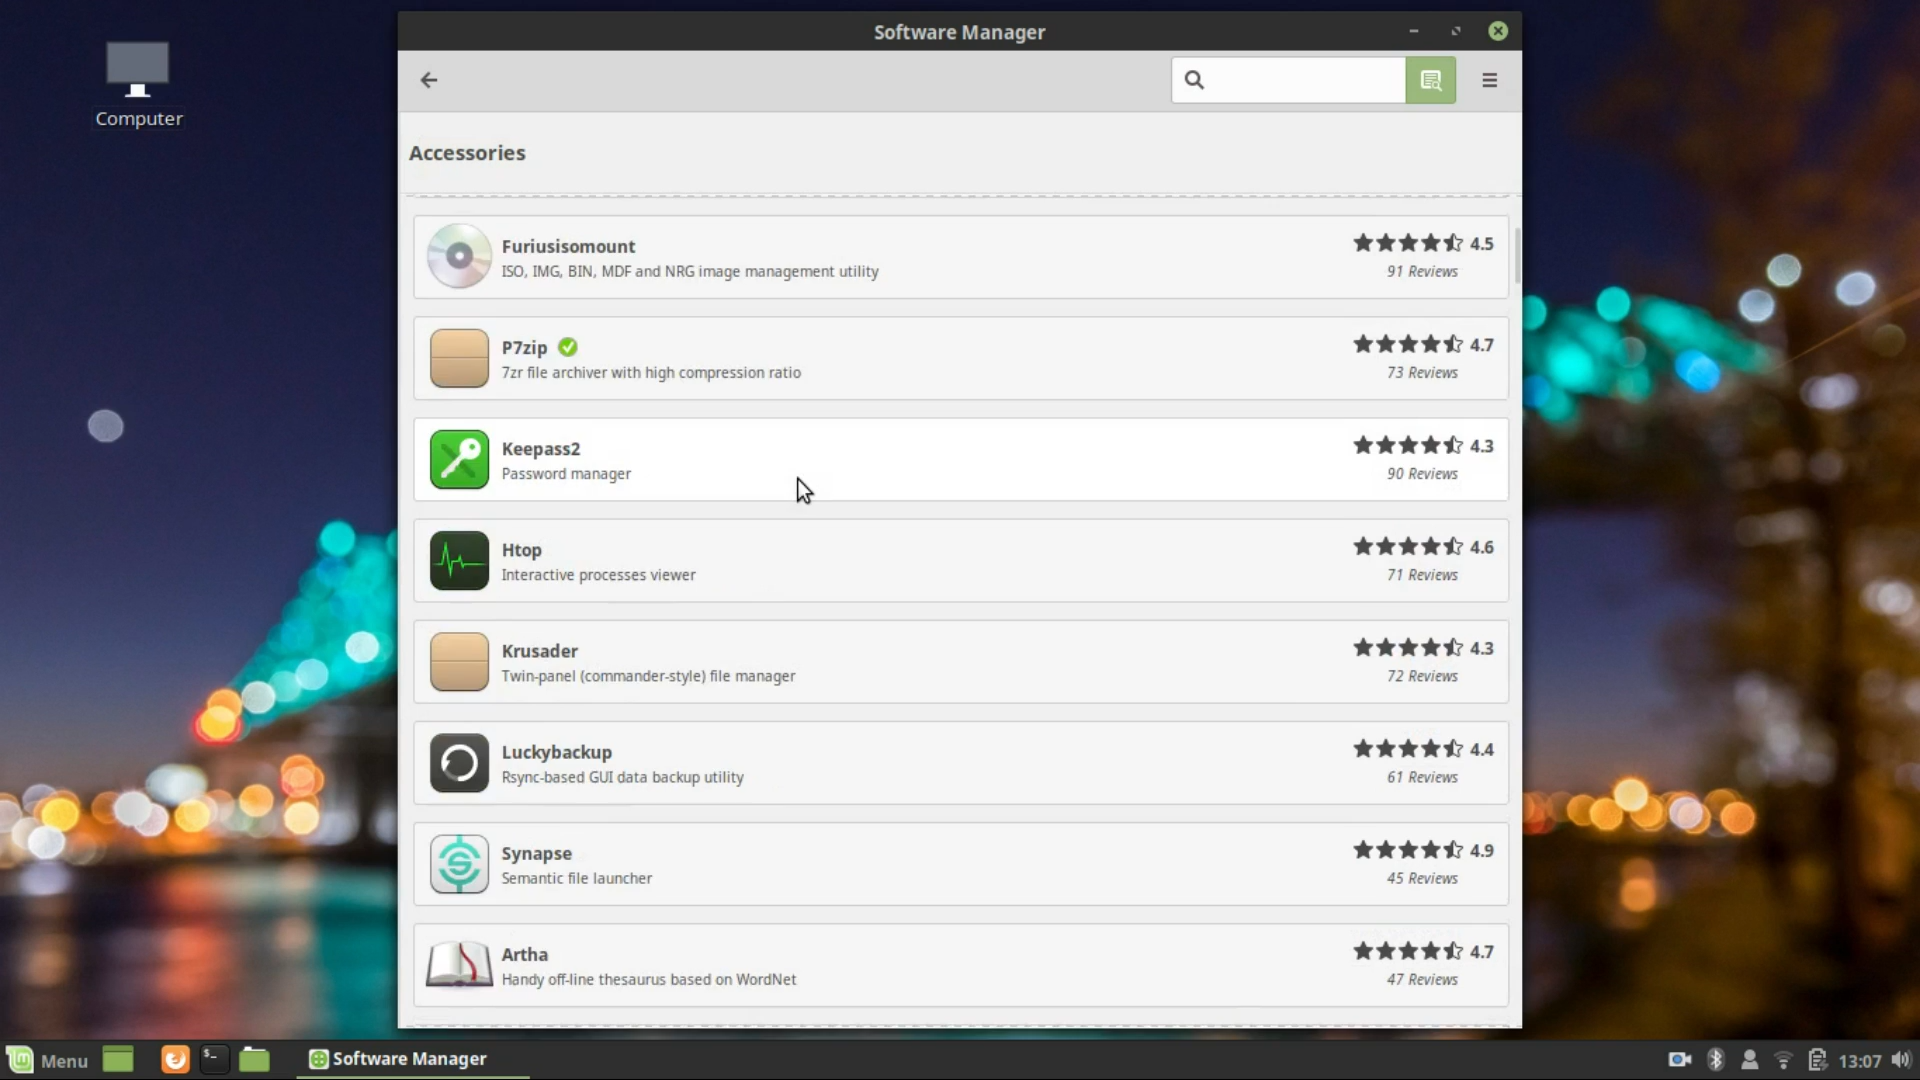 Software Manager
Computer
Accessories
Furiusisomount
4.5
ISO, IMG, BIN, MDF and NRG image management utility
91 Reviews
P7zip
4.7
7zr file archiver with high compression ratio
73 Reviews
Keepass2
4.3
Password manager
90 Reviews
Htop
4.6
Interactive processes viewer
71 Reviews
Krusader
4.3
Twin-panel (commander-style) file manager
72 Reviews
Luckybackup
4.4
Rsync-based GUI data backup utility
61 Reviews
Synapse
4.9
Semantic file launcher
45 Reviews
Artha
4.7
Handy off-line thesaurus based on WordNet
47 Reviews
Menu
$-
Software Manager
13:07